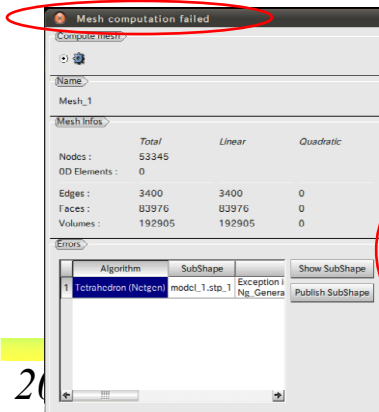 Mesh computation failed
Compute mesh
Name
Mesh_1
Mesh Infos
Total Linear Quadratic
Nodes : 53345
0D Elements : 0
Edges : 3400 3400 0
Faces : 83976 83976 0
Volumes : 192905 192905 0
Errors
Algorithm SubShape
1 Tetrahedron (Netgen) model_1.stp_1 Exception i
Ng_Genera
Show SubShape
Publish SubShape